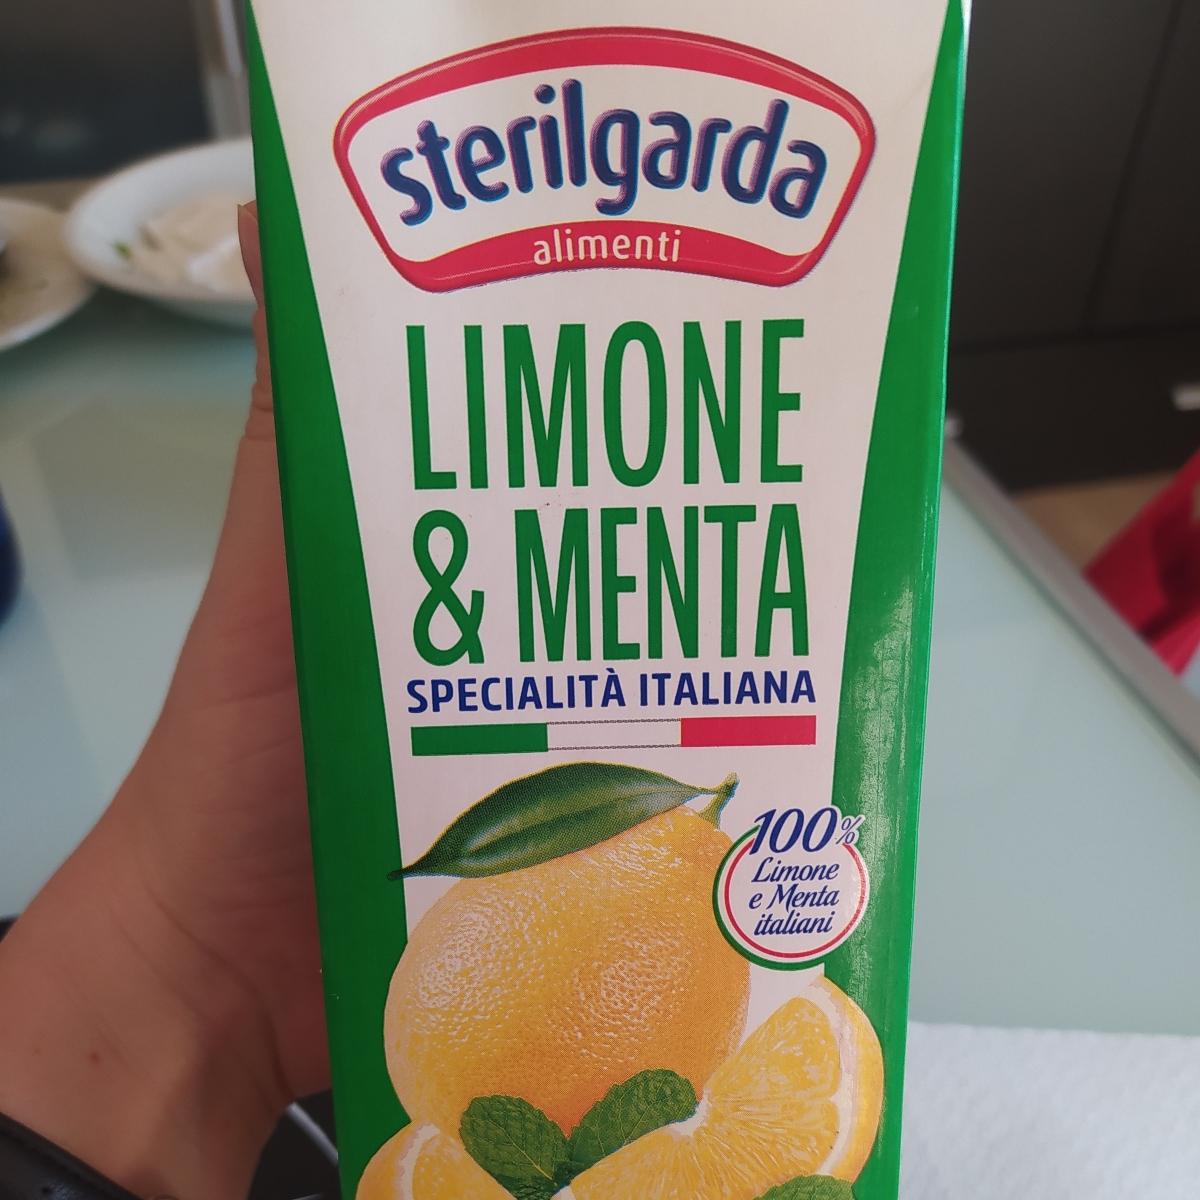 sterilgarda
alimenti
LIMONE
& MENTA
SPECIALITÀ ITALIANA
100%
Limone
e Menta
italiani